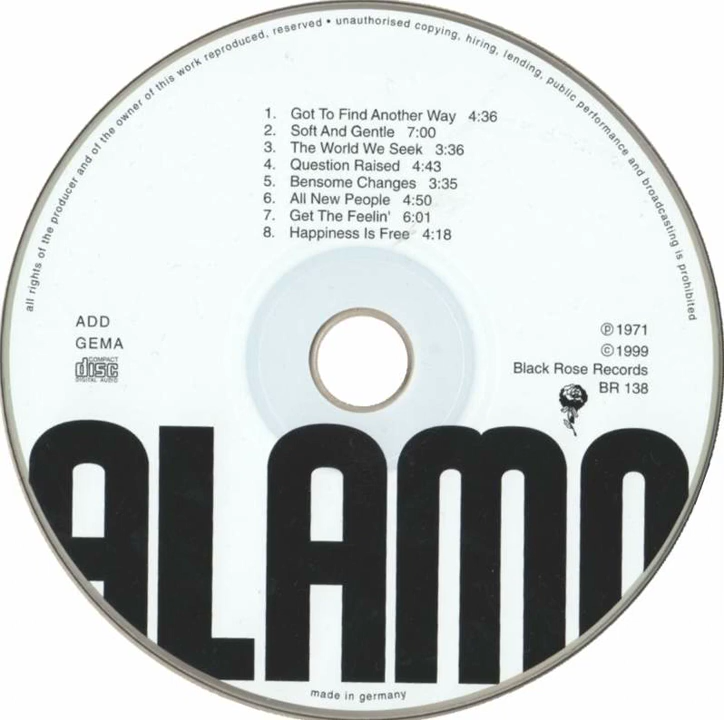 all rights of the producer and of the owner of this work reproduced, reserved • unauthorised copying, hiring, lending, public performance and broadcasting is prohibited
1. Got To Find Another Way 4:36
2. Soft And Gentle 7:00
3. The World We Seek 3:36
4. Question Raised 4:43
5. Bensome Changes 3:35
6. All New People 4:50
7. Get The Feelin' 6:01
8. Happiness Is Free 4:18
ADD
GEMA
COMPACT
disc
DIGITAL AUDIO
℗ 1971
© 1999
Black Rose Records
BR 138
ALAMO
made in germany